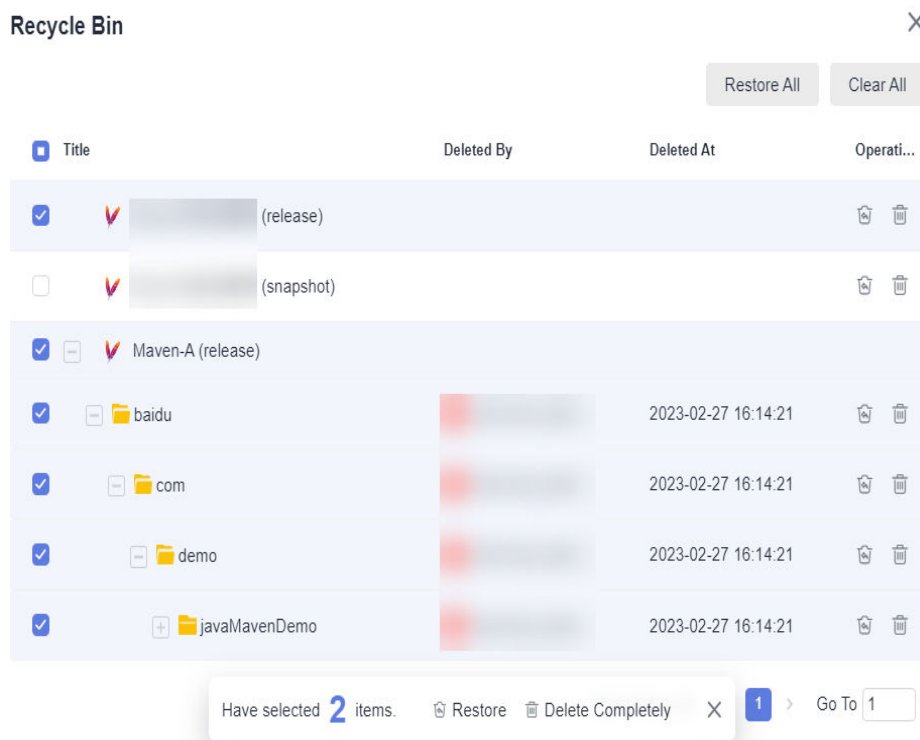 Recycle Bin
Restore All Clear All
Title Deleted By Deleted At Operati...
(release)
(snapshot)
Maven-A (release)
baidu 2023-02-27 16:14:21
com 2023-02-27 16:14:21
demo 2023-02-27 16:14:21
javaMavenDemo 2023-02-27 16:14:21
Have selected 2 items. Restore Delete Completely 1 Go To 1